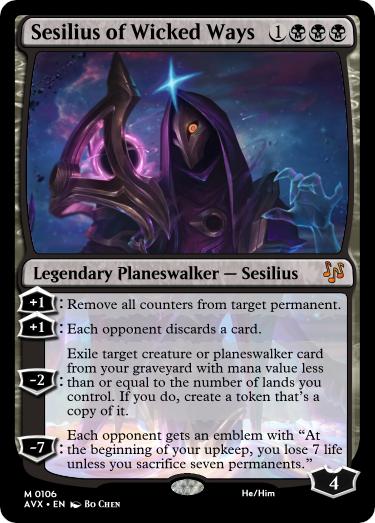 Sesilius of Wicked Ways 1
Legendary Planeswalker — Sesilius
+1: Remove all counters from target permanent.
+1: Each opponent discards a card.
Exile target creature or planeswalker card
from your graveyard with mana value less
-2: than or equal to the number of lands you
control. If you do, create a token that's a
copy of it.
Each opponent gets an emblem with “At
-7: the beginning of your upkeep, you lose 7 life
unless you sacrifice seven permanents.”
4
M 0106 He/Him
AVX • EN Bo Chen